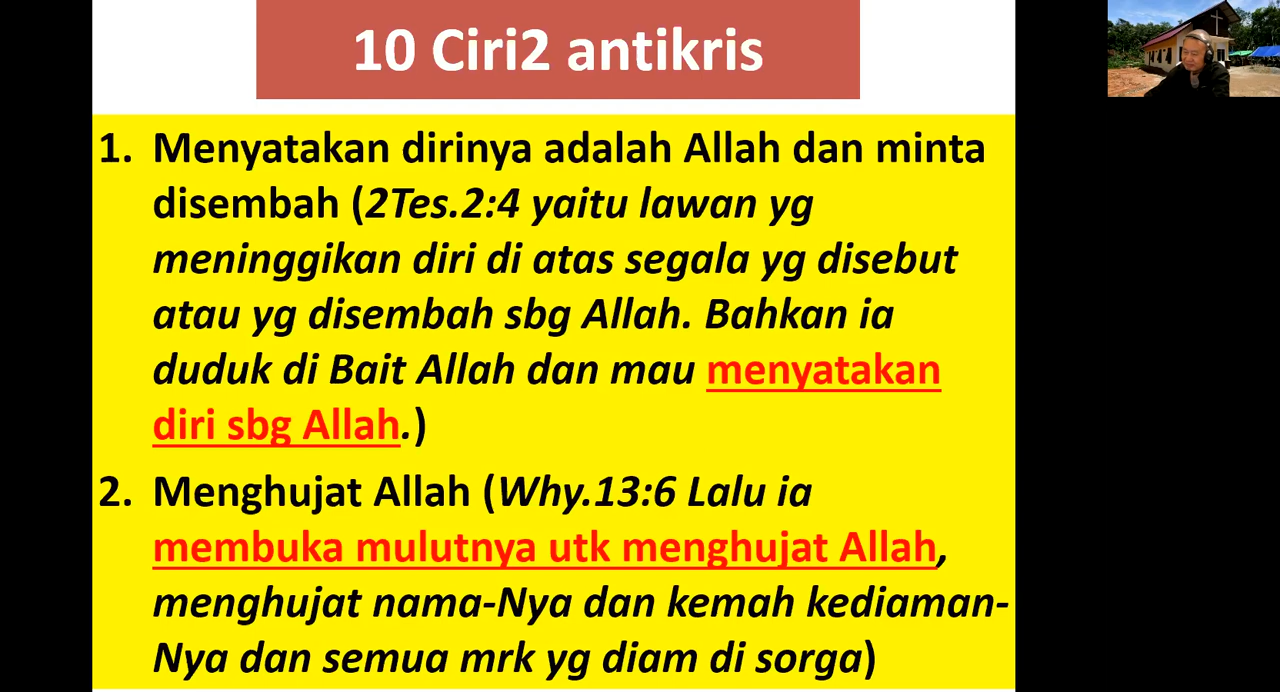 10 Ciri2 antikris
1. Menyatakan dirinya adalah Allah dan minta
disembah (2Tes.2:4 yaitu lawan yg
meninggikan diri di atas segala yg disebut
atau yg disembah sbg Allah. Bahkan ia
duduk di Bait Allah dan mau menyatakan
diri sbg Allah.)
2. Menghujat Allah (Why.13:6 Lalu ia
membuka mulutnya utk menghujat Allah,
menghujat nama-Nya dan kemah kediaman-
Nya dan semua mrk yg diam di sorga)